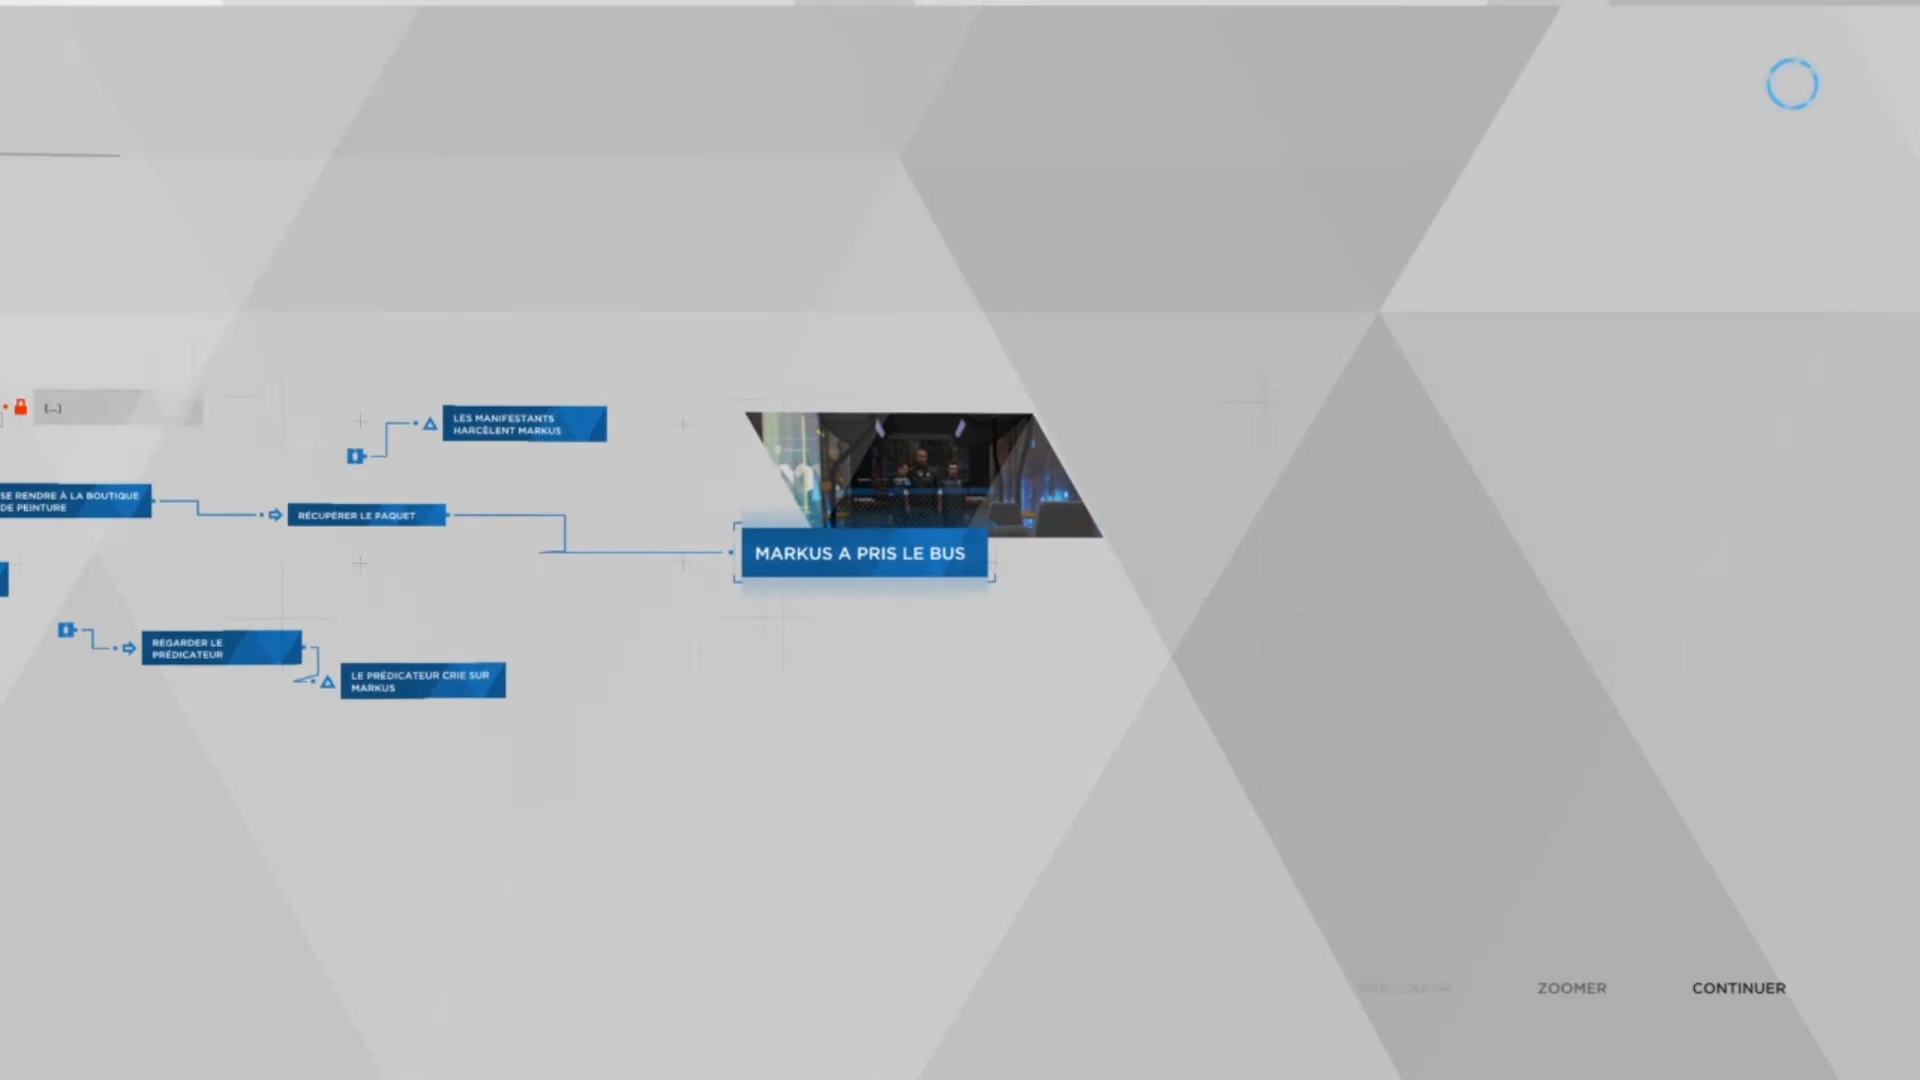 [...]
LES MANIFESTANTS
HARCÈLENT MARKUS
SE RENDRE À LA BOUTIQUE
DE PEINTURE
RÉCUPÉRER LE PAQUET
MARKUS A PRIS LE BUS
REGARDER LE
PRÉDICATEUR
LE PRÉDICATEUR CRIE SUR
MARKUS
ZOOMER
CONTINUER